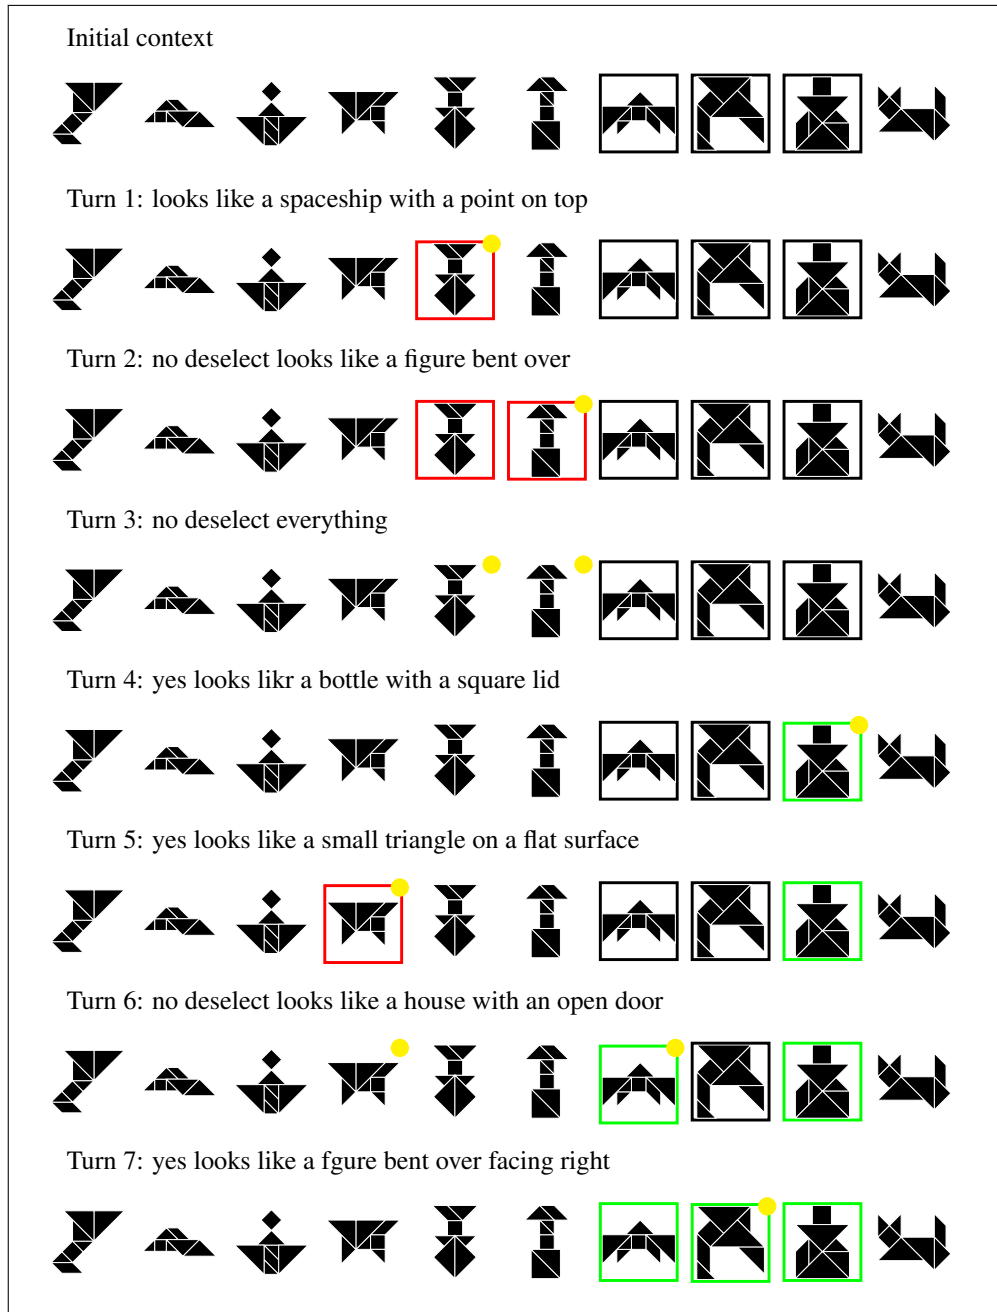 Initial context
Turn 1: looks like a spaceship with a point on top
Turn 2: no deselect looks like a figure bent over
Turn 3: no deselect everything
Turn 4: yes looks likr a bottle with a square lid
Turn 5: yes looks like a small triangle on a flat surface
Turn 6: no deselect looks like a house with an open door
Turn 7: yes looks like a fgure bent over facing right